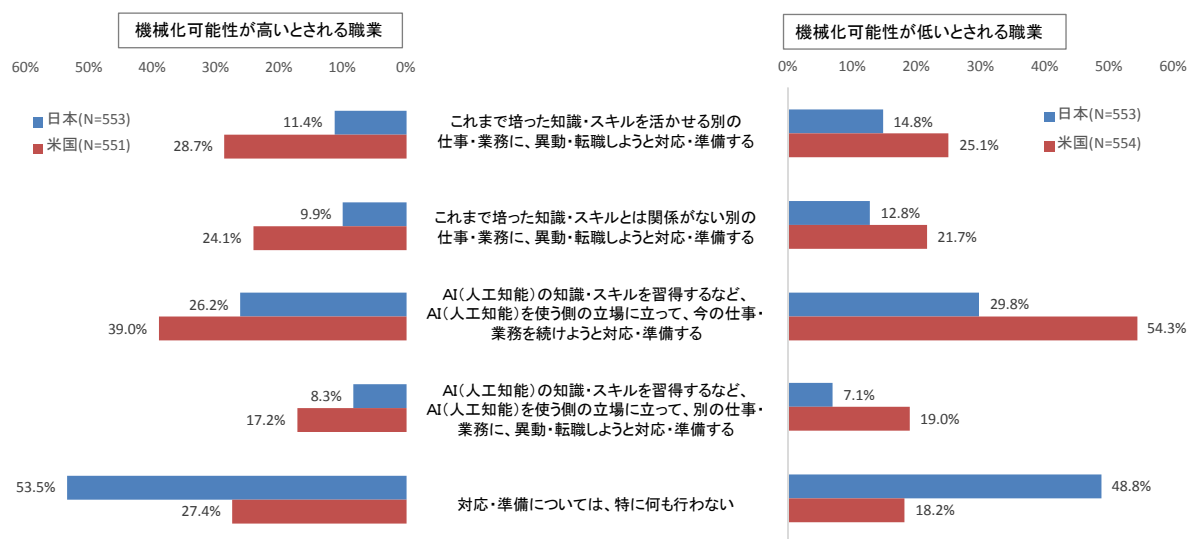 機械化可能性が高いとされる職業
機械化可能性が低いとされる職業
60% 50% 40% 30% 20% 10% 0%
0% 10% 20% 30% 40% 50% 60%
日本(N=553)
米国(N=551)
日本(N=553)
米国(N=554)
11.4%
28.7%
これまで培った知識・スキルを活かせる別の
仕事・業務に、異動・転職しようと対応・準備する
14.8%
25.1%
9.9%
24.1%
これまで培った知識・スキルとは関係がない別の
仕事・業務に、異動・転職しようと対応・準備する
12.8%
21.7%
26.2%
39.0%
AI(人工知能)の知識・スキルを習得するなど、
AI(人工知能)を使う側の立場に立って、今の仕事・
業務を続けようと対応・準備する
29.8%
54.3%
8.3%
17.2%
AI(人工知能)の知識・スキルを習得するなど、
AI(人工知能)を使う側の立場に立って、別の仕事・
業務に、異動・転職しようと対応・準備する
7.1%
19.0%
53.5%
27.4%
対応・準備については、特に何も行わない
48.8%
18.2%